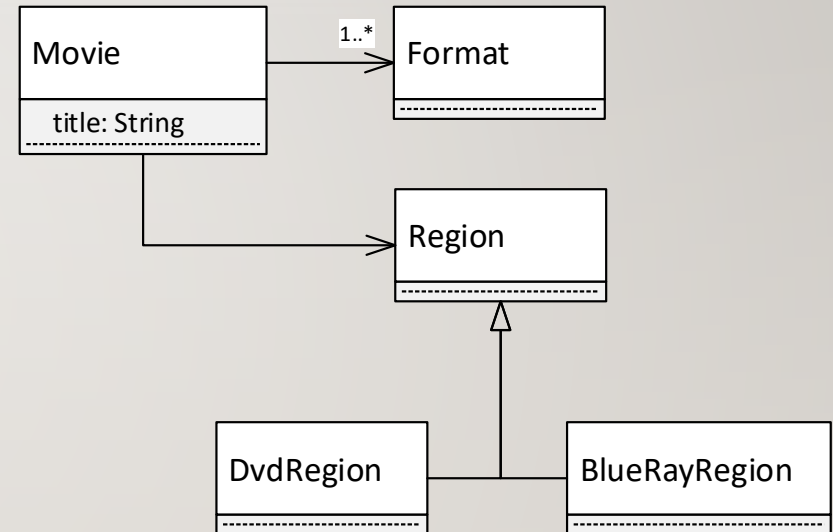 Movie
1..*
Format
title: String
Region
DvdRegion
BlueRayRegion